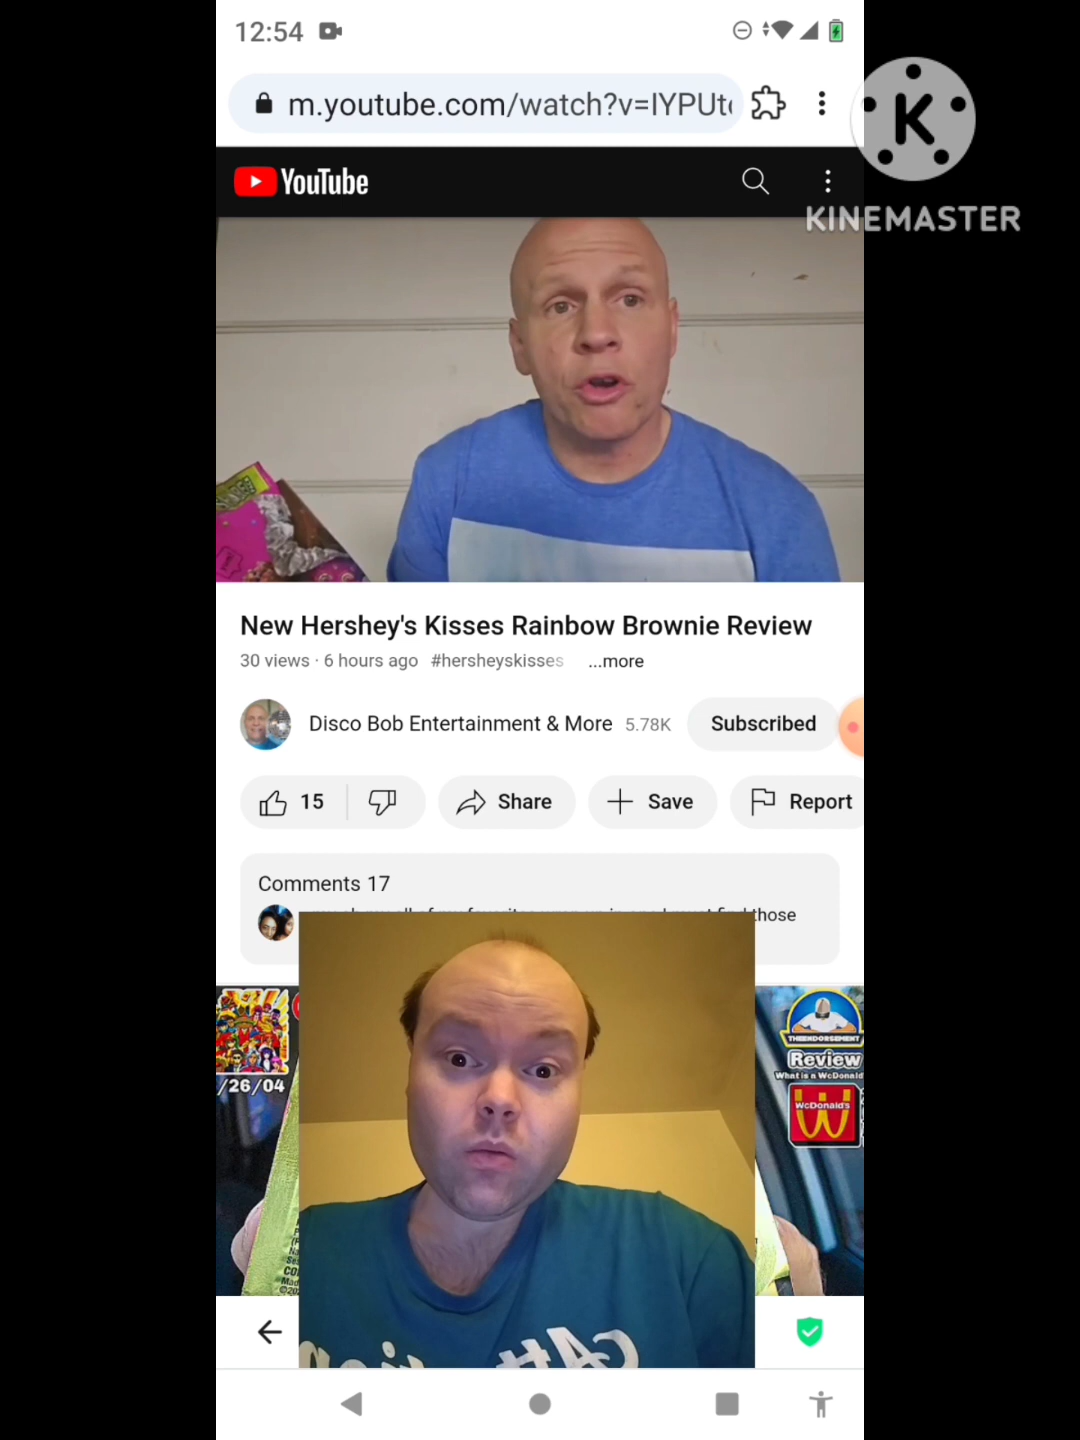 12:54
m.youtube.com/watch?v=IYPUt
YouTube
K
KINEMASTER
New Hershey's Kisses Rainbow Brownie Review
30 views · 6 hours ago #hersheyskisses ...more
Disco Bob Entertainment & More 5.78K Subscribed
15 Share Save Report
Comments 17
those
/26/04
THEENDORSEMENT
Review
What is a WcDonald
WcDonald's